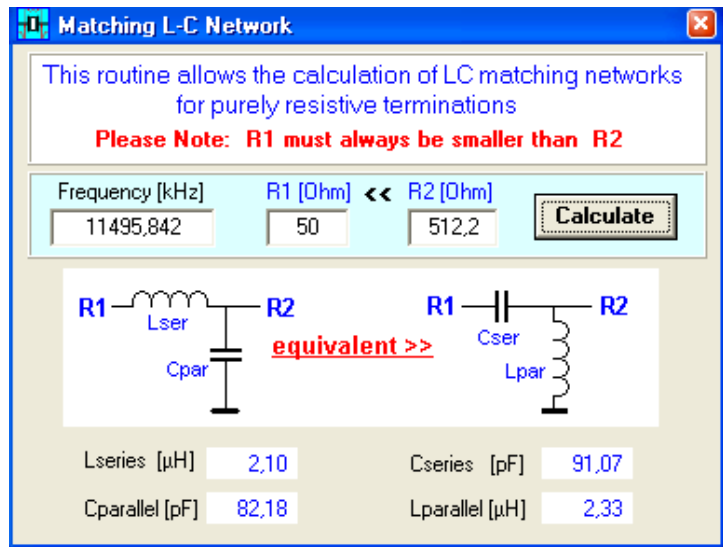 Matching L-C Network
This routine allows the calculation of LC matching networks
for purely resistive terminations
Please Note: R1 must always be smaller than R2
Frequency [kHz] R1 [Ohm] << R2 [Ohm]
11495,842 50 512,2 Calculate
R1 R2 R1 R2
Lser Cser
equivalent >>
Cpar Lpar
Lseries [µH] 2,10 Cseries [pF] 91,07
Cparallel [pF] 82,18 Lparallel [µH] 2,33